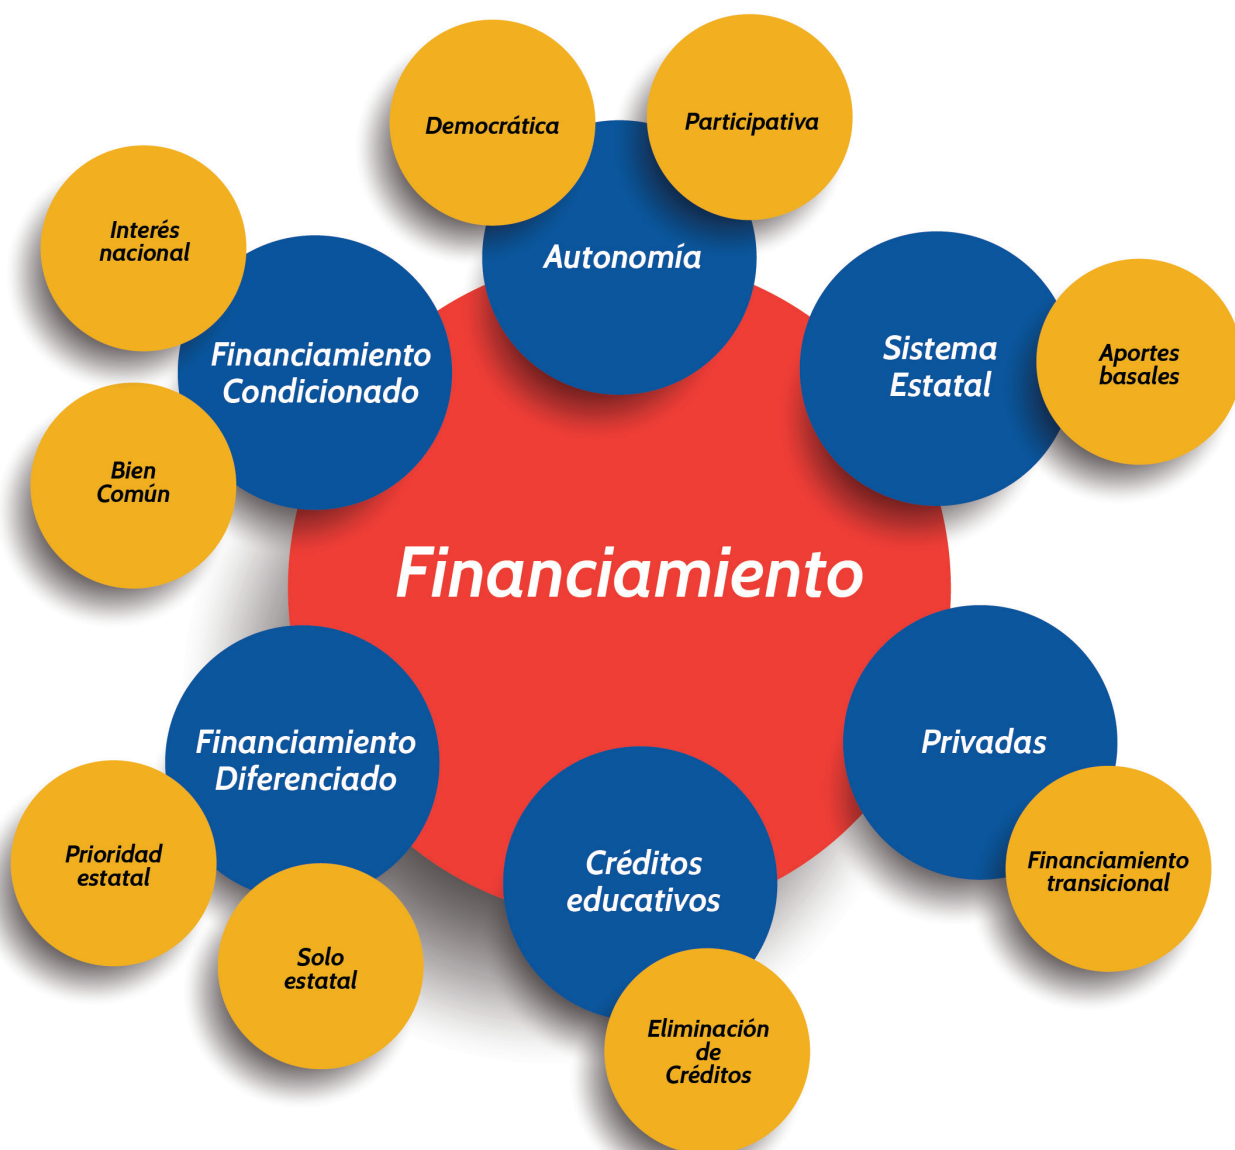 Democrática
Participativa
Autonomía
Interés
nacional
Financiamiento
Condicionado
Bien
Común
Sistema
Estatal
Aportes
basales
Financiamiento
Financiamiento
Diferenciado
Prioridad
estatal
Solo
estatal
Créditos
educativos
Eliminación
de
Créditos
Privadas
Financiamiento
transicional